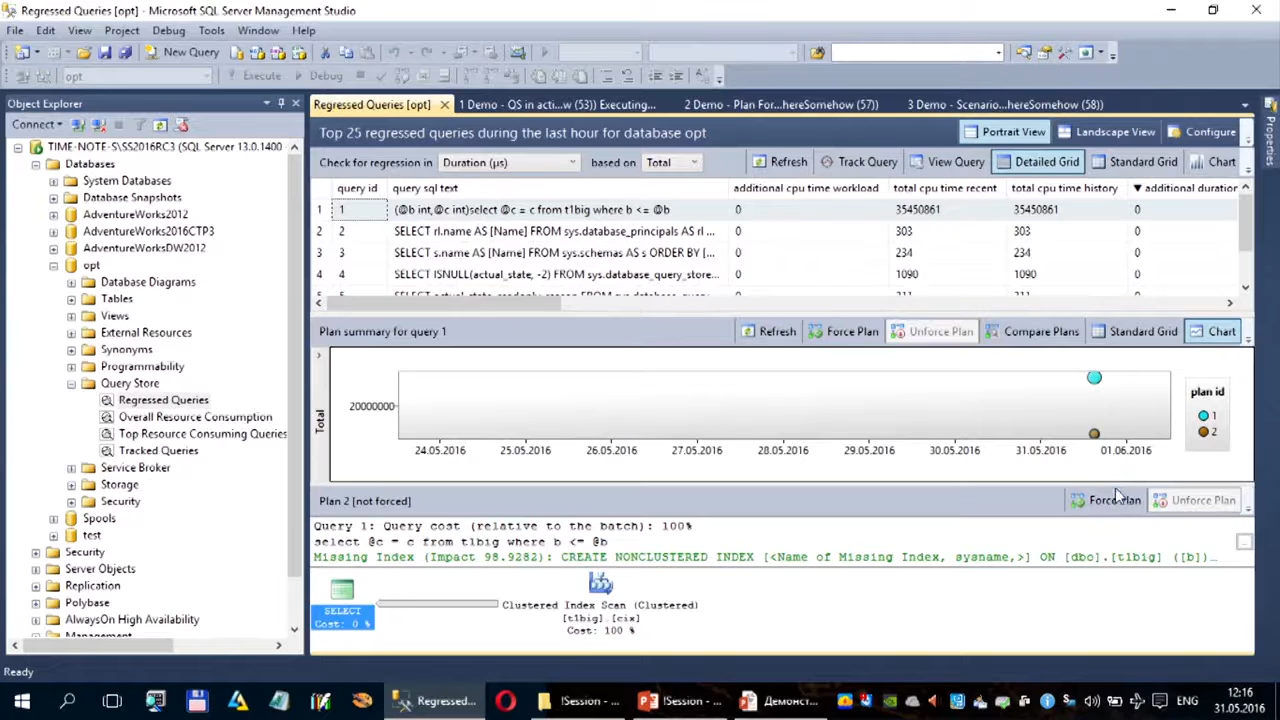 Regressed Queries [opt] - Microsoft SQL Server Management Studio
File Edit View Project Debug Tools Window Help
New Query
opt Execute Debug
Object Explorer
Connect
TIME-NOTE-S\SS2016RC3 (SQL Server 13.0.1400
Databases
System Databases
Database Snapshots
AdventureWorks2012
AdventureWorks2016CTP3
AdventureWorksDW2012
opt
Database Diagrams
Tables
Views
External Resources
Synonyms
Programmability
Query Store
Regressed Queries
Overall Resource Consumption
Top Resource Consuming Queries
Tracked Queries
Service Broker
Storage
Security
Spools
test
Security
Server Objects
Replication
Polybase
AlwaysOn High Availability
Management
Regressed Queries [opt] 1 Demo - QS in acti...w (53)) Executing... 2 Demo - Plan For...hereSomehow (57)) 3 Demo - Scenario...hereSomehow (58))
Top 25 regressed queries during the last hour for database opt Portrait View Landscape View Configure
Check for regression in Duration (µs) based on Total Refresh Track Query View Query Detailed Grid Standard Grid Chart
query id query sql text additional cpu time workload total cpu time recent total cpu time history additional duration
1 1 (@b int,@c int)select @c = c from t1big where b <= @b 0 35450861 35450861 0
2 2 SELECT rl.name AS [Name] FROM sys.database_principals AS rl ... 0 303 303 0
3 3 SELECT s.name AS [Name] FROM sys.schemas AS s ORDER BY [... 0 234 234 0
4 4 SELECT ISNULL(actual_state, -2) FROM sys.database_query_store... 0 1090 1090 0
Plan summary for query 1 Refresh Force Plan Unforce Plan Compare Plans Standard Grid Chart
Total
20000000
24.05.2016 25.05.2016 26.05.2016 27.05.2016 28.05.2016 29.05.2016 30.05.2016 31.05.2016 01.06.2016
plan id
1
2
Plan 2 [not forced] Force Plan Unforce Plan
Query 1: Query cost (relative to the batch): 100%
select @c = c from t1big where b <= @b
Missing Index (Impact 98.9282): CREATE NONCLUSTERED INDEX [<Name of Missing Index, sysname,>] ON [dbo].[t1big] ([b])...
SELECT
Cost: 0 %
Clustered Index Scan (Clustered)
[t1big].[cix]
Cost: 100 %
Properties
Ready
Regressed... !Session - ... !Session - ... Демонст... ENG
12:16
31.05.2016